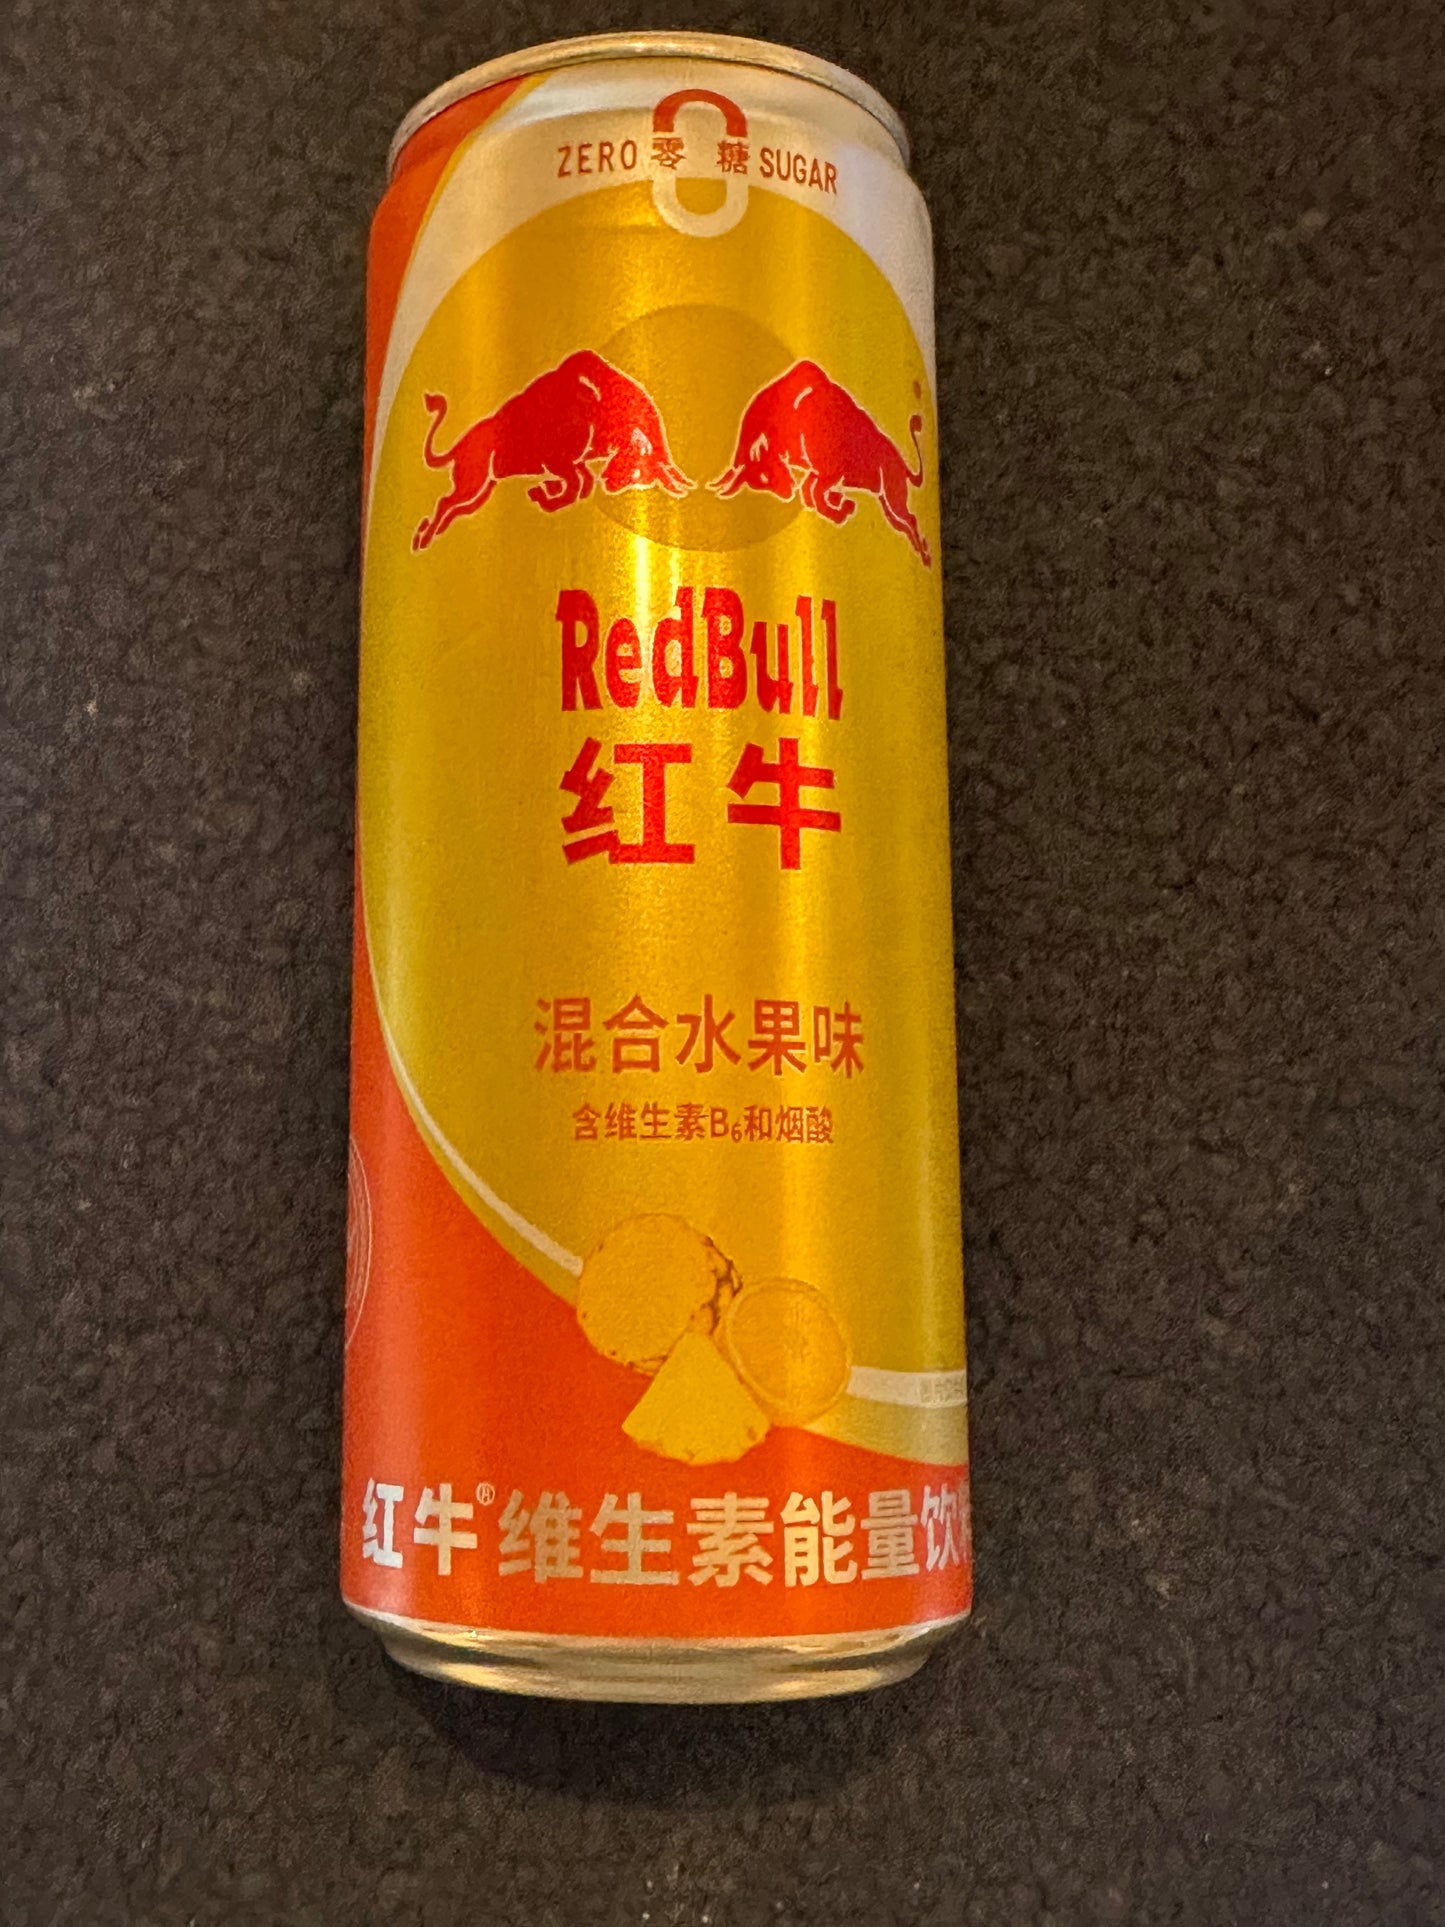 ZERO 零 糖 SUGAR
RedBull
红牛
混合水果味
含维生素B₆和烟酸
红牛®维生素能量饮